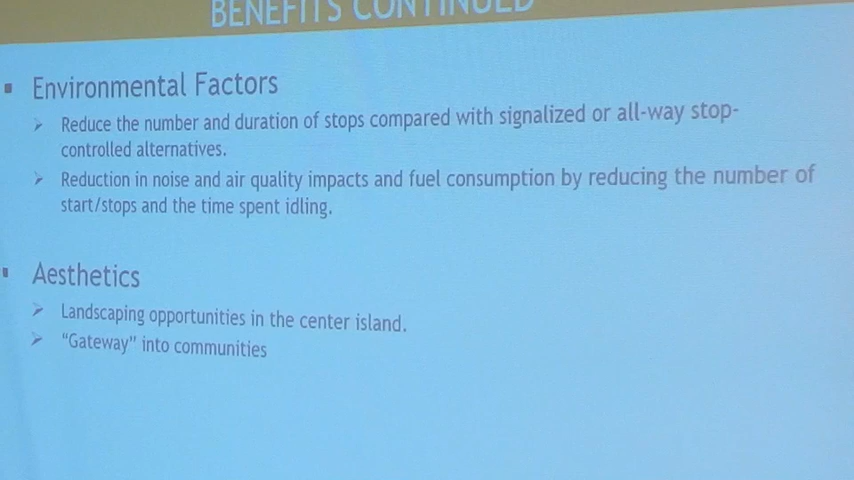 BENEFITS CONTINUED
Environmental Factors
Reduce the number and duration of stops compared with signalized or all-way stop-
controlled alternatives.
Reduction in noise and air quality impacts and fuel consumption by reducing the number of
start/stops and the time spent idling.
Aesthetics
Landscaping opportunities in the center island.
“Gateway” into communities